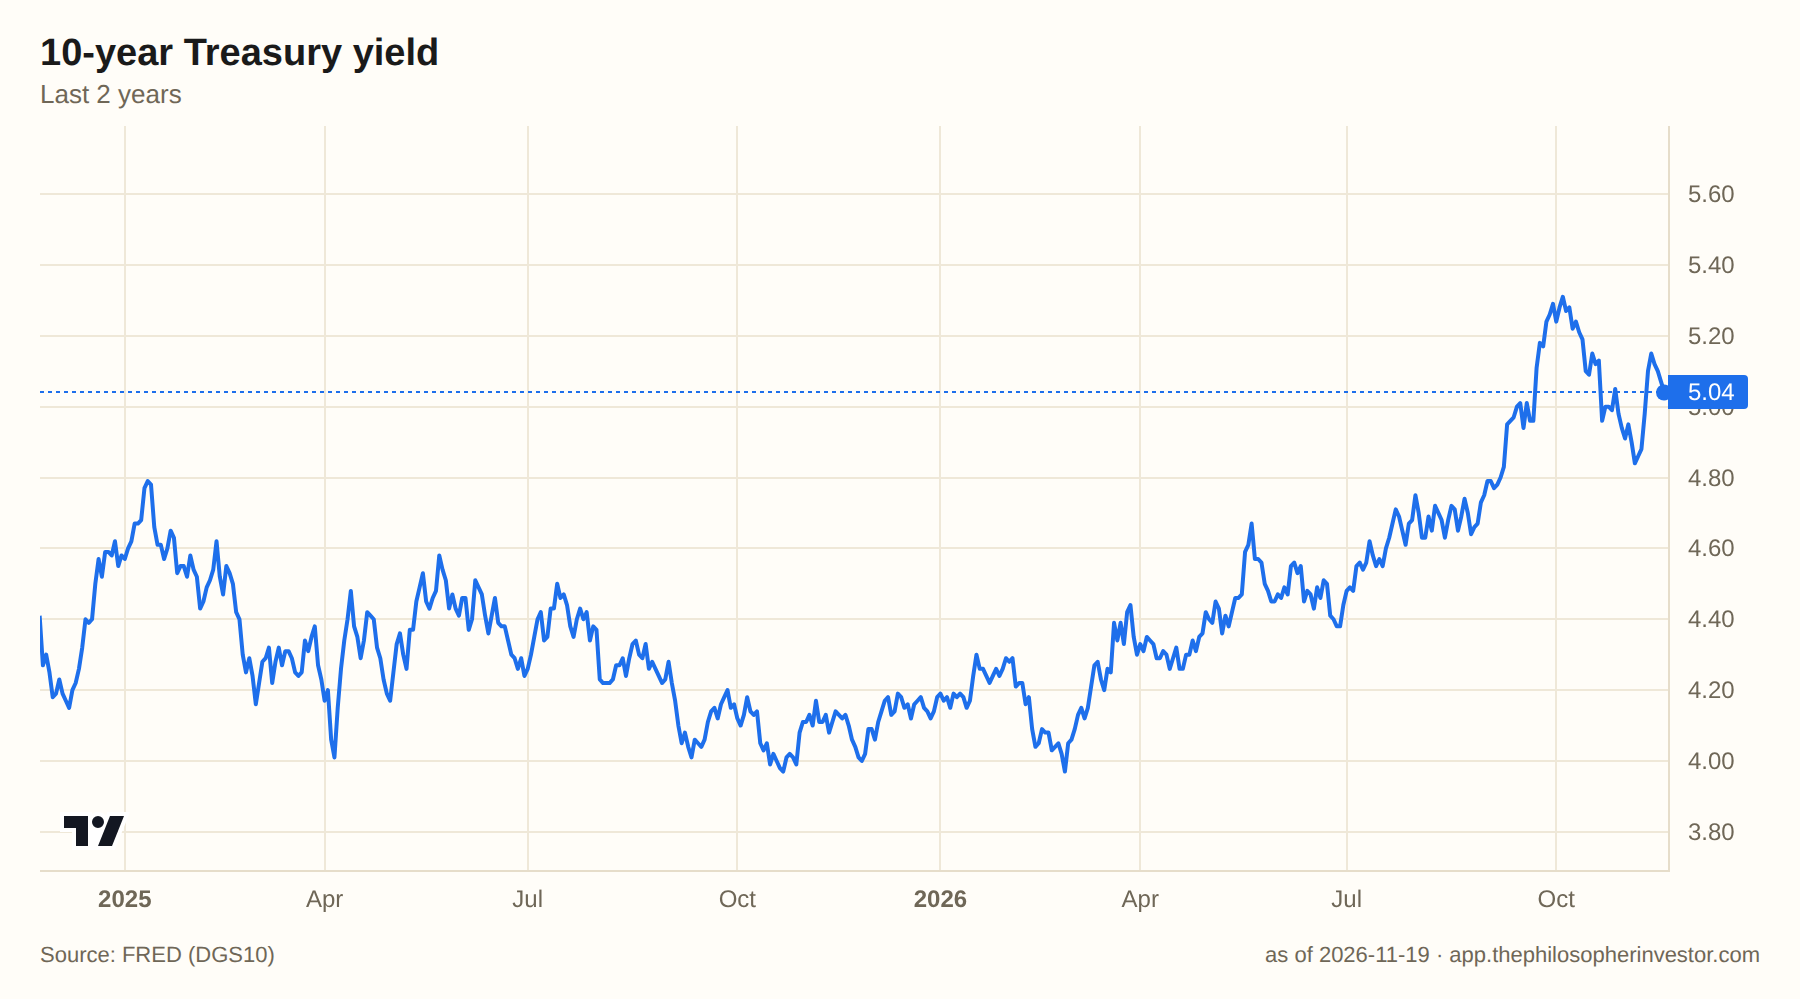 10-year Treasury yield
Last 2 years
5.60
5.40
5.20
5.04
5.00
4.80
4.60
4.40
4.20
4.00
3.80
2025 Apr Jul Oct 2026 Apr Jul Oct
Source: FRED (DGS10)
as of 2026-11-19 · app.thephilosopherinvestor.com